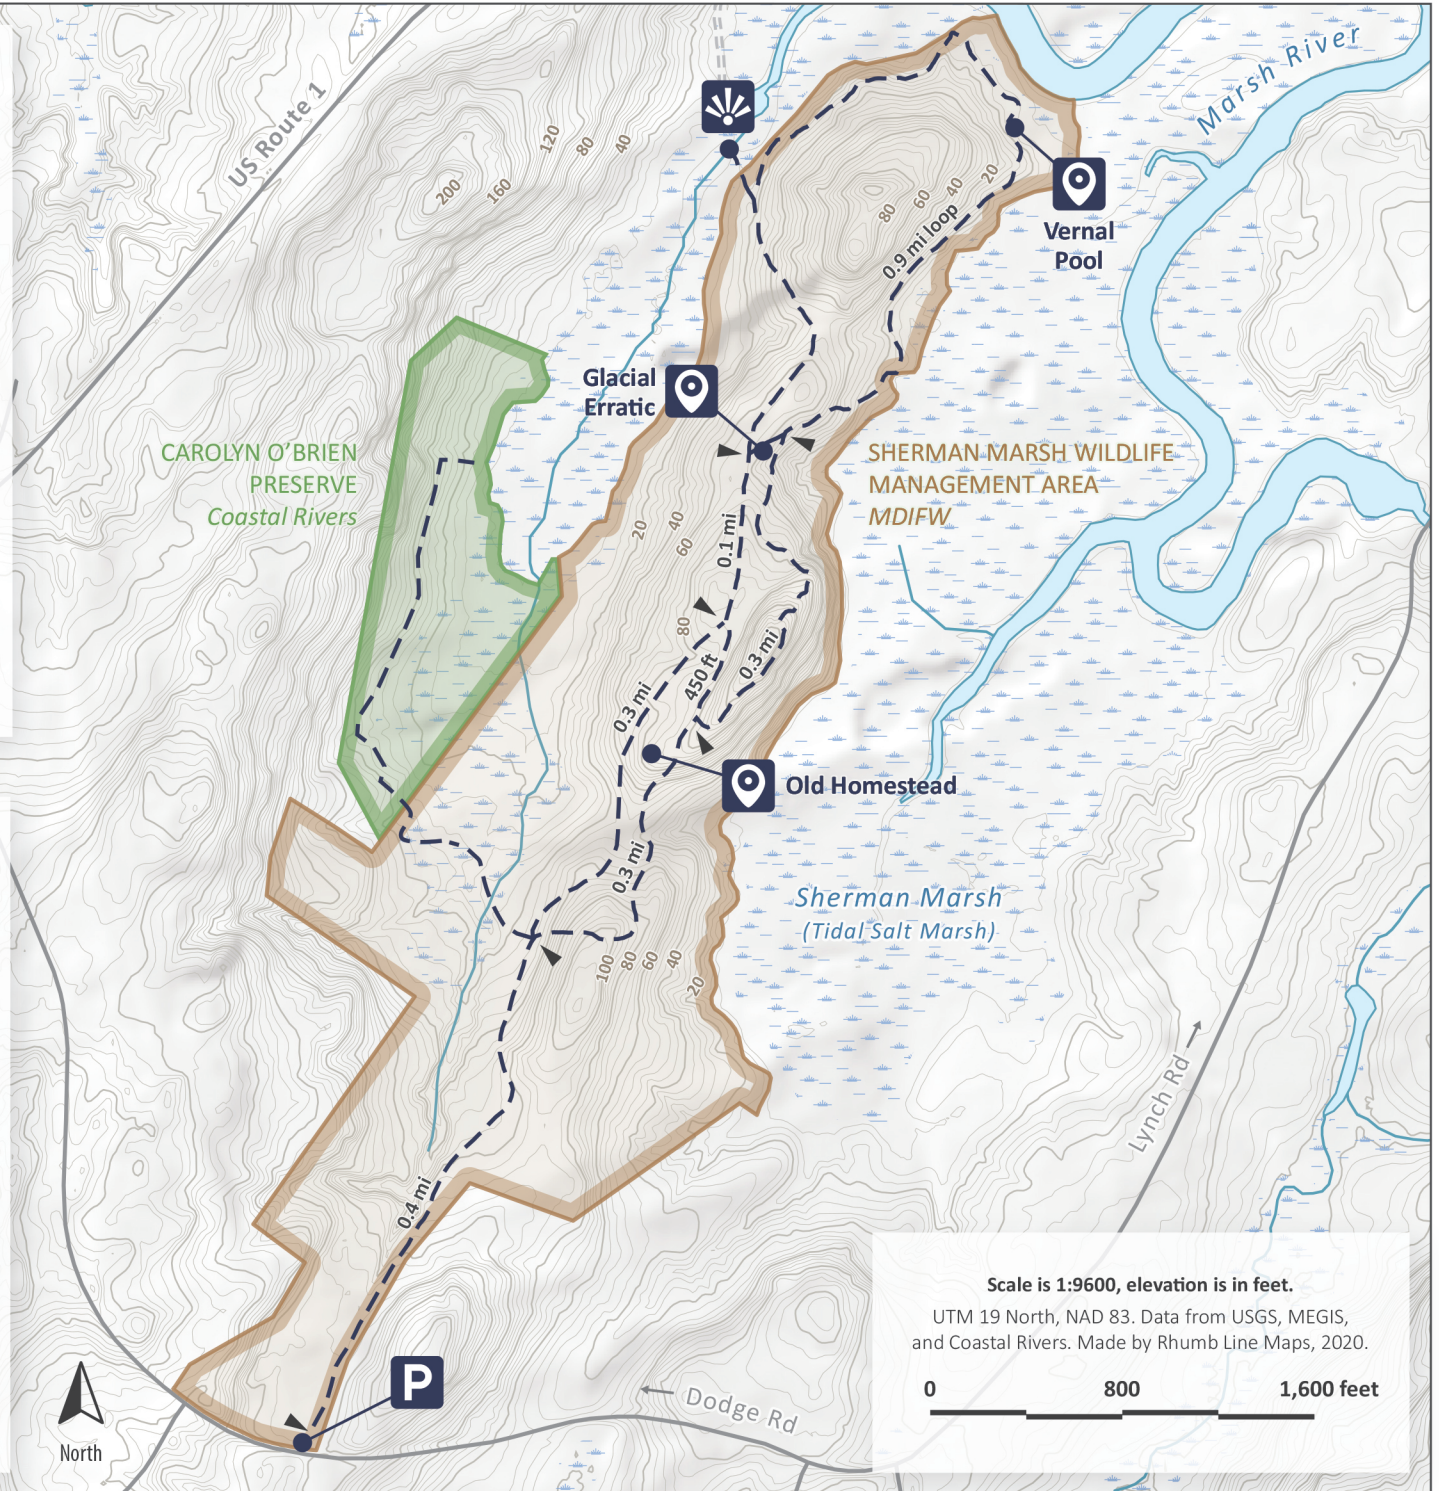 US Route 1
120
80
40
200
160
Marsh River
80
60
40
20
0.9 mi loop
Vernal
Pool
Glacial
Erratic
CAROLYN O'BRIEN
PRESERVE
Coastal Rivers
SHERMAN MARSH WILDLIFE
MANAGEMENT AREA
MDIFW
20
40
60
0.1 mi
80
450 ft
0.3 mi
0.3 mi
Old Homestead
0.3 mi
Sherman Marsh
(Tidal Salt Marsh)
100
80
60
40
20
Lynch Rd
0.4 mi
P
Dodge Rd
North
Scale is 1:9600, elevation is in feet.
UTM 19 North, NAD 83. Data from USGS, MEGIS,
and Coastal Rivers. Made by Rhumb Line Maps, 2020.
0 800 1,600 feet